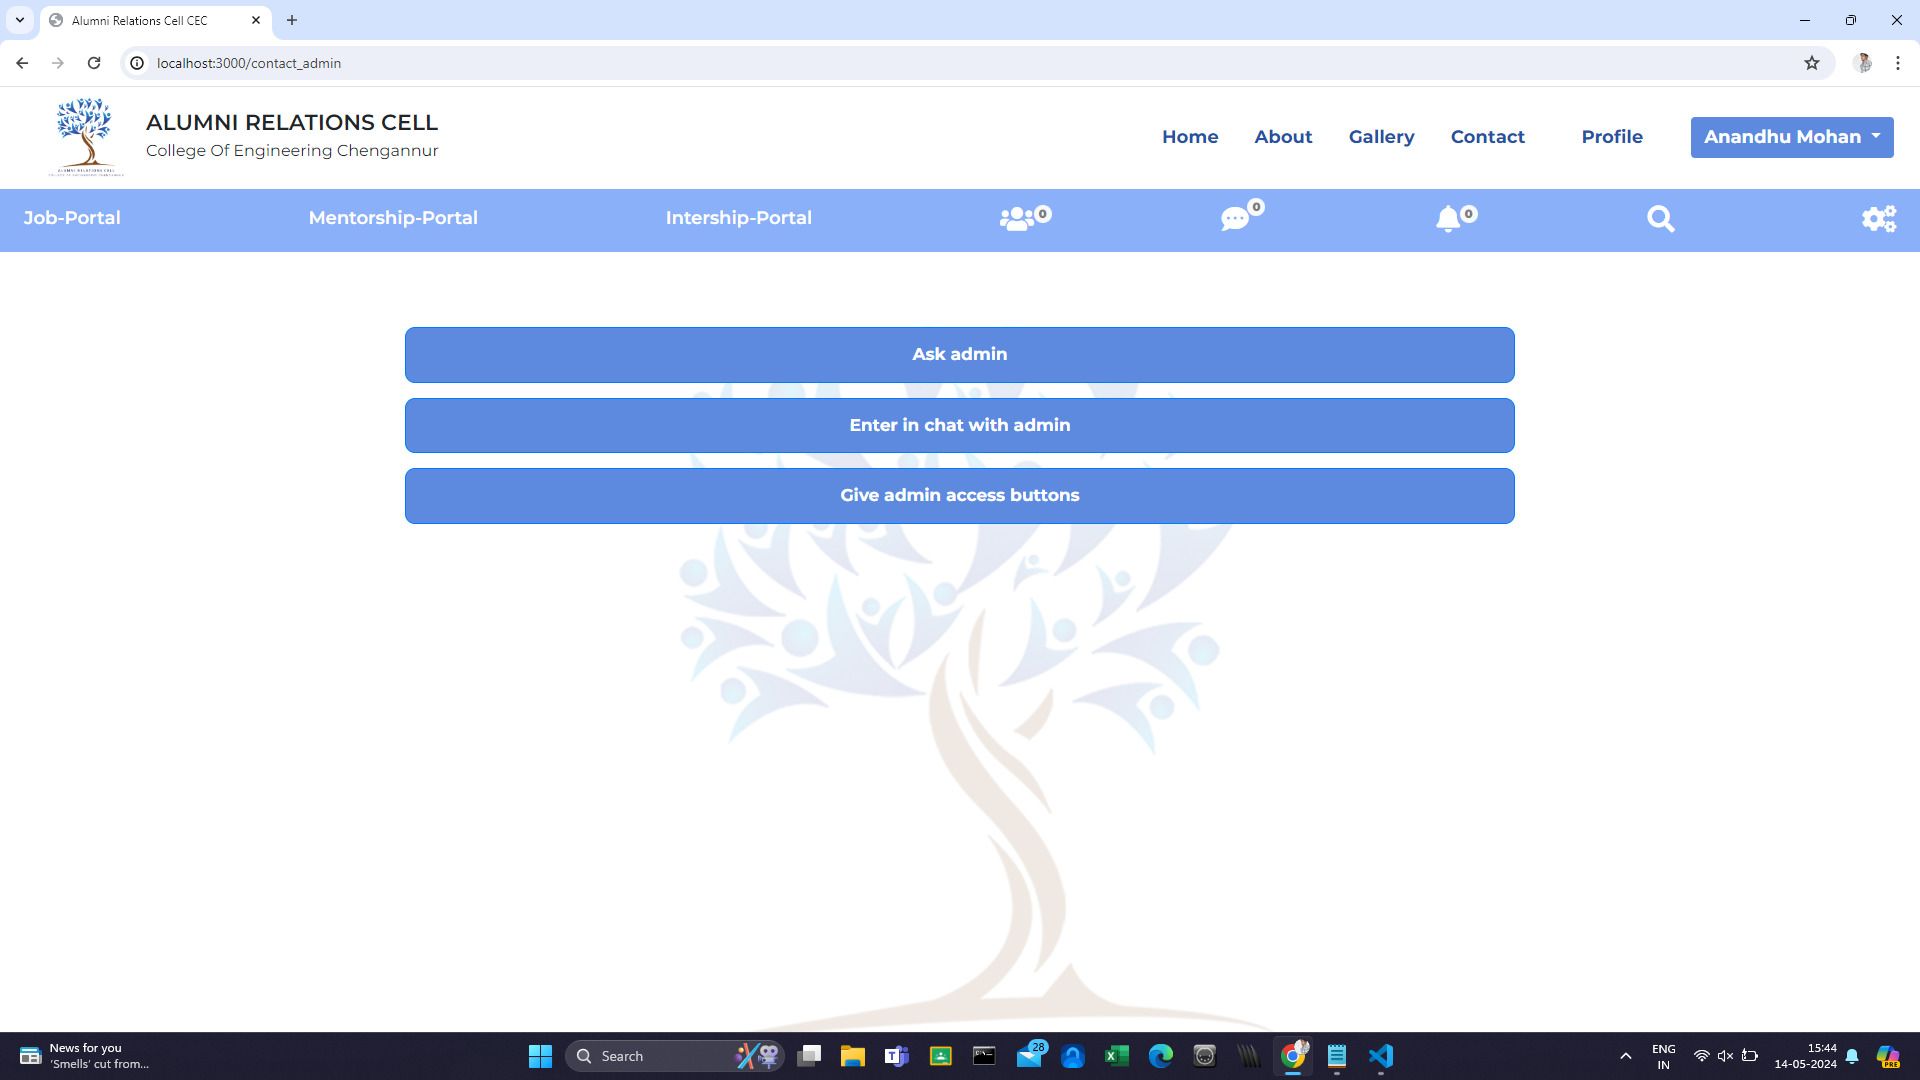 Alumni Relations Cell CEC
localhost:3000/contact_admin
ALUMNI RELATIONS CELL
College Of Engineering Chengannur
Home About Gallery Contact Profile Anandhu Mohan
Job-Portal Mentorship-Portal Intership-Portal 0 0 0
Ask admin
Enter in chat with admin
Give admin access buttons
News for you
'Smells' cut from...
Search
28
ENG
IN
15:44
14-05-2024
PRE